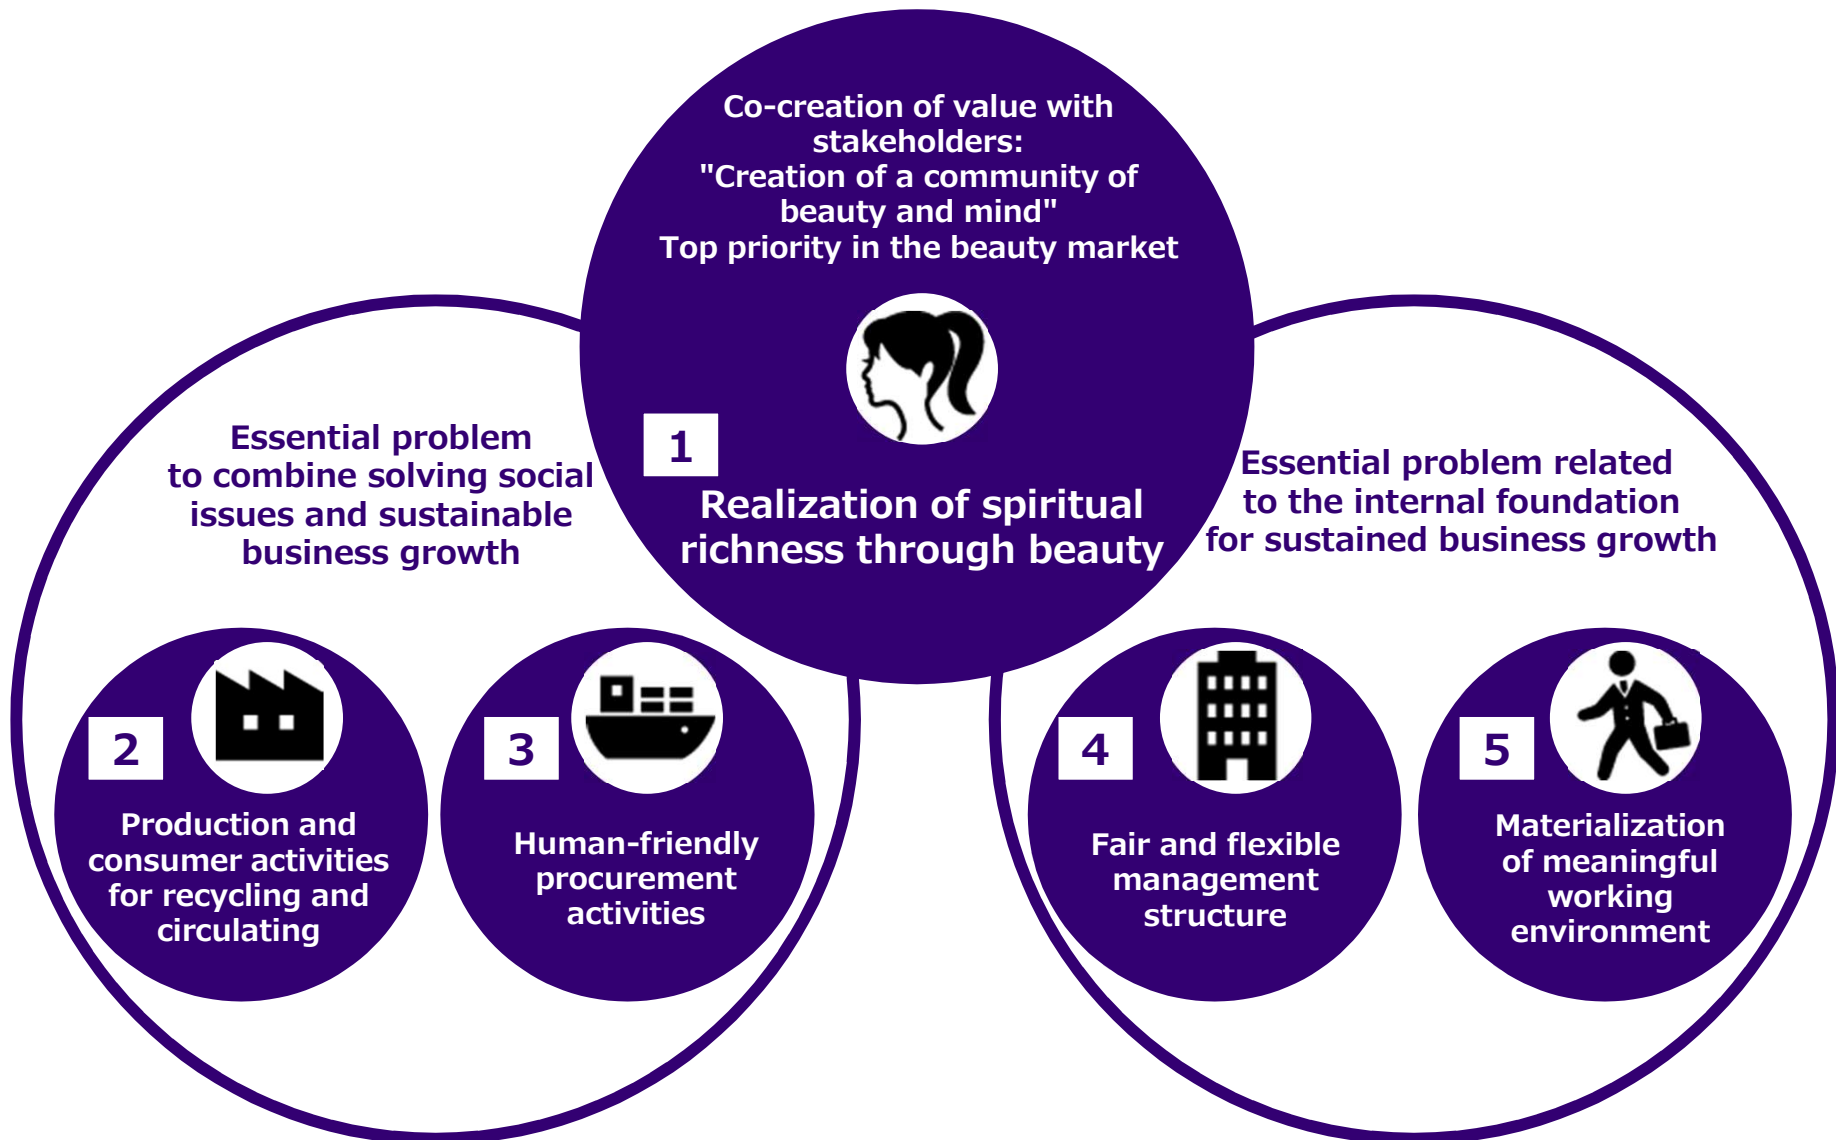 Co-creation of value with
stakeholders:
"Creation of a community of
beauty and mind"
Top priority in the beauty market
1
Realization of spiritual
richness through beauty
Essential problem
to combine solving social
issues and sustainable
business growth
2
Production and
consumer activities
for recycling and
circulating
3
Human-friendly
procurement
activities
Essential problem related
to the internal foundation
for sustained business growth
4
Fair and flexible
management
structure
5
Materialization
of meaningful
working
environment